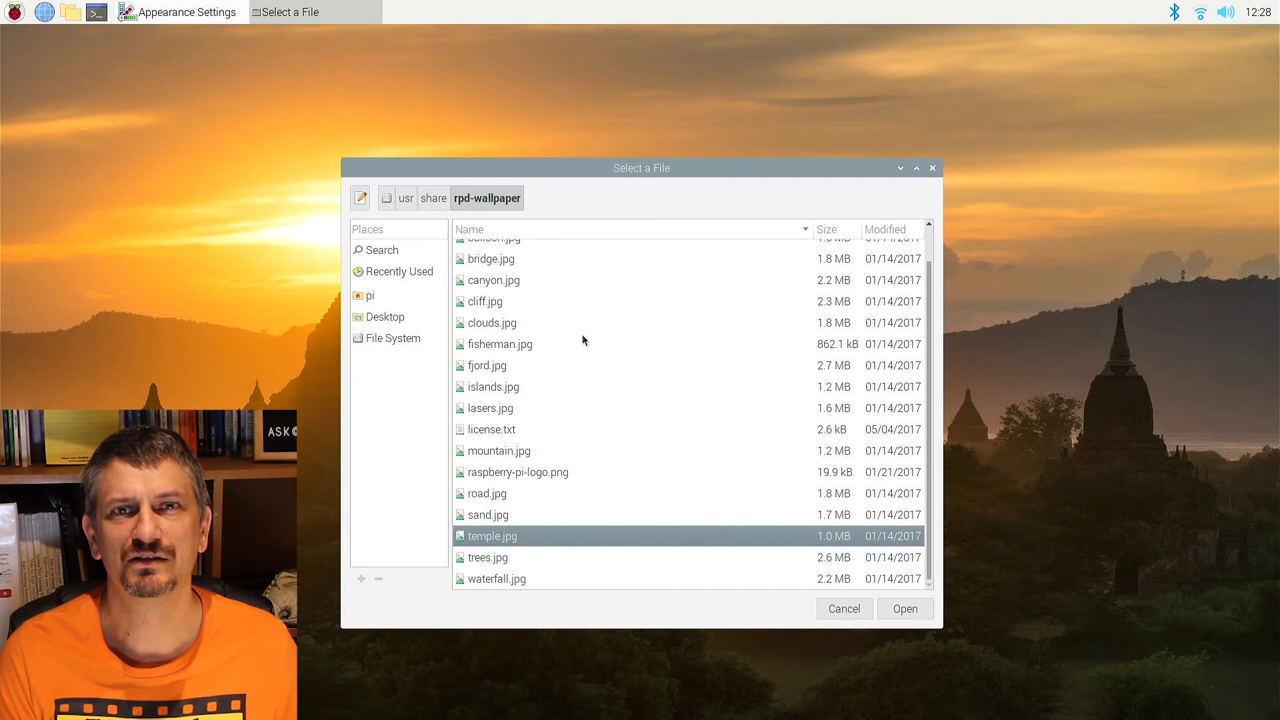 Appearance Settings Select a File 12:28
Select a File
usr share rpd-wallpaper
Places Name Size Modified
balloon.jpg 1.6 MB 01/14/2017
Search bridge.jpg 1.8 MB 01/14/2017
Recently Used canyon.jpg 2.2 MB 01/14/2017
pi cliff.jpg 2.3 MB 01/14/2017
Desktop clouds.jpg 1.8 MB 01/14/2017
File System fisherman.jpg 862.1 kB 01/14/2017
fjord.jpg 2.7 MB 01/14/2017
islands.jpg 1.2 MB 01/14/2017
lasers.jpg 1.6 MB 01/14/2017
license.txt 2.6 kB 05/04/2017
mountain.jpg 1.2 MB 01/14/2017
raspberry-pi-logo.png 19.9 kB 01/21/2017
road.jpg 1.8 MB 01/14/2017
sand.jpg 1.7 MB 01/14/2017
temple.jpg 1.0 MB 01/14/2017
trees.jpg 2.6 MB 01/14/2017
waterfall.jpg 2.2 MB 01/14/2017
Cancel Open
ASK